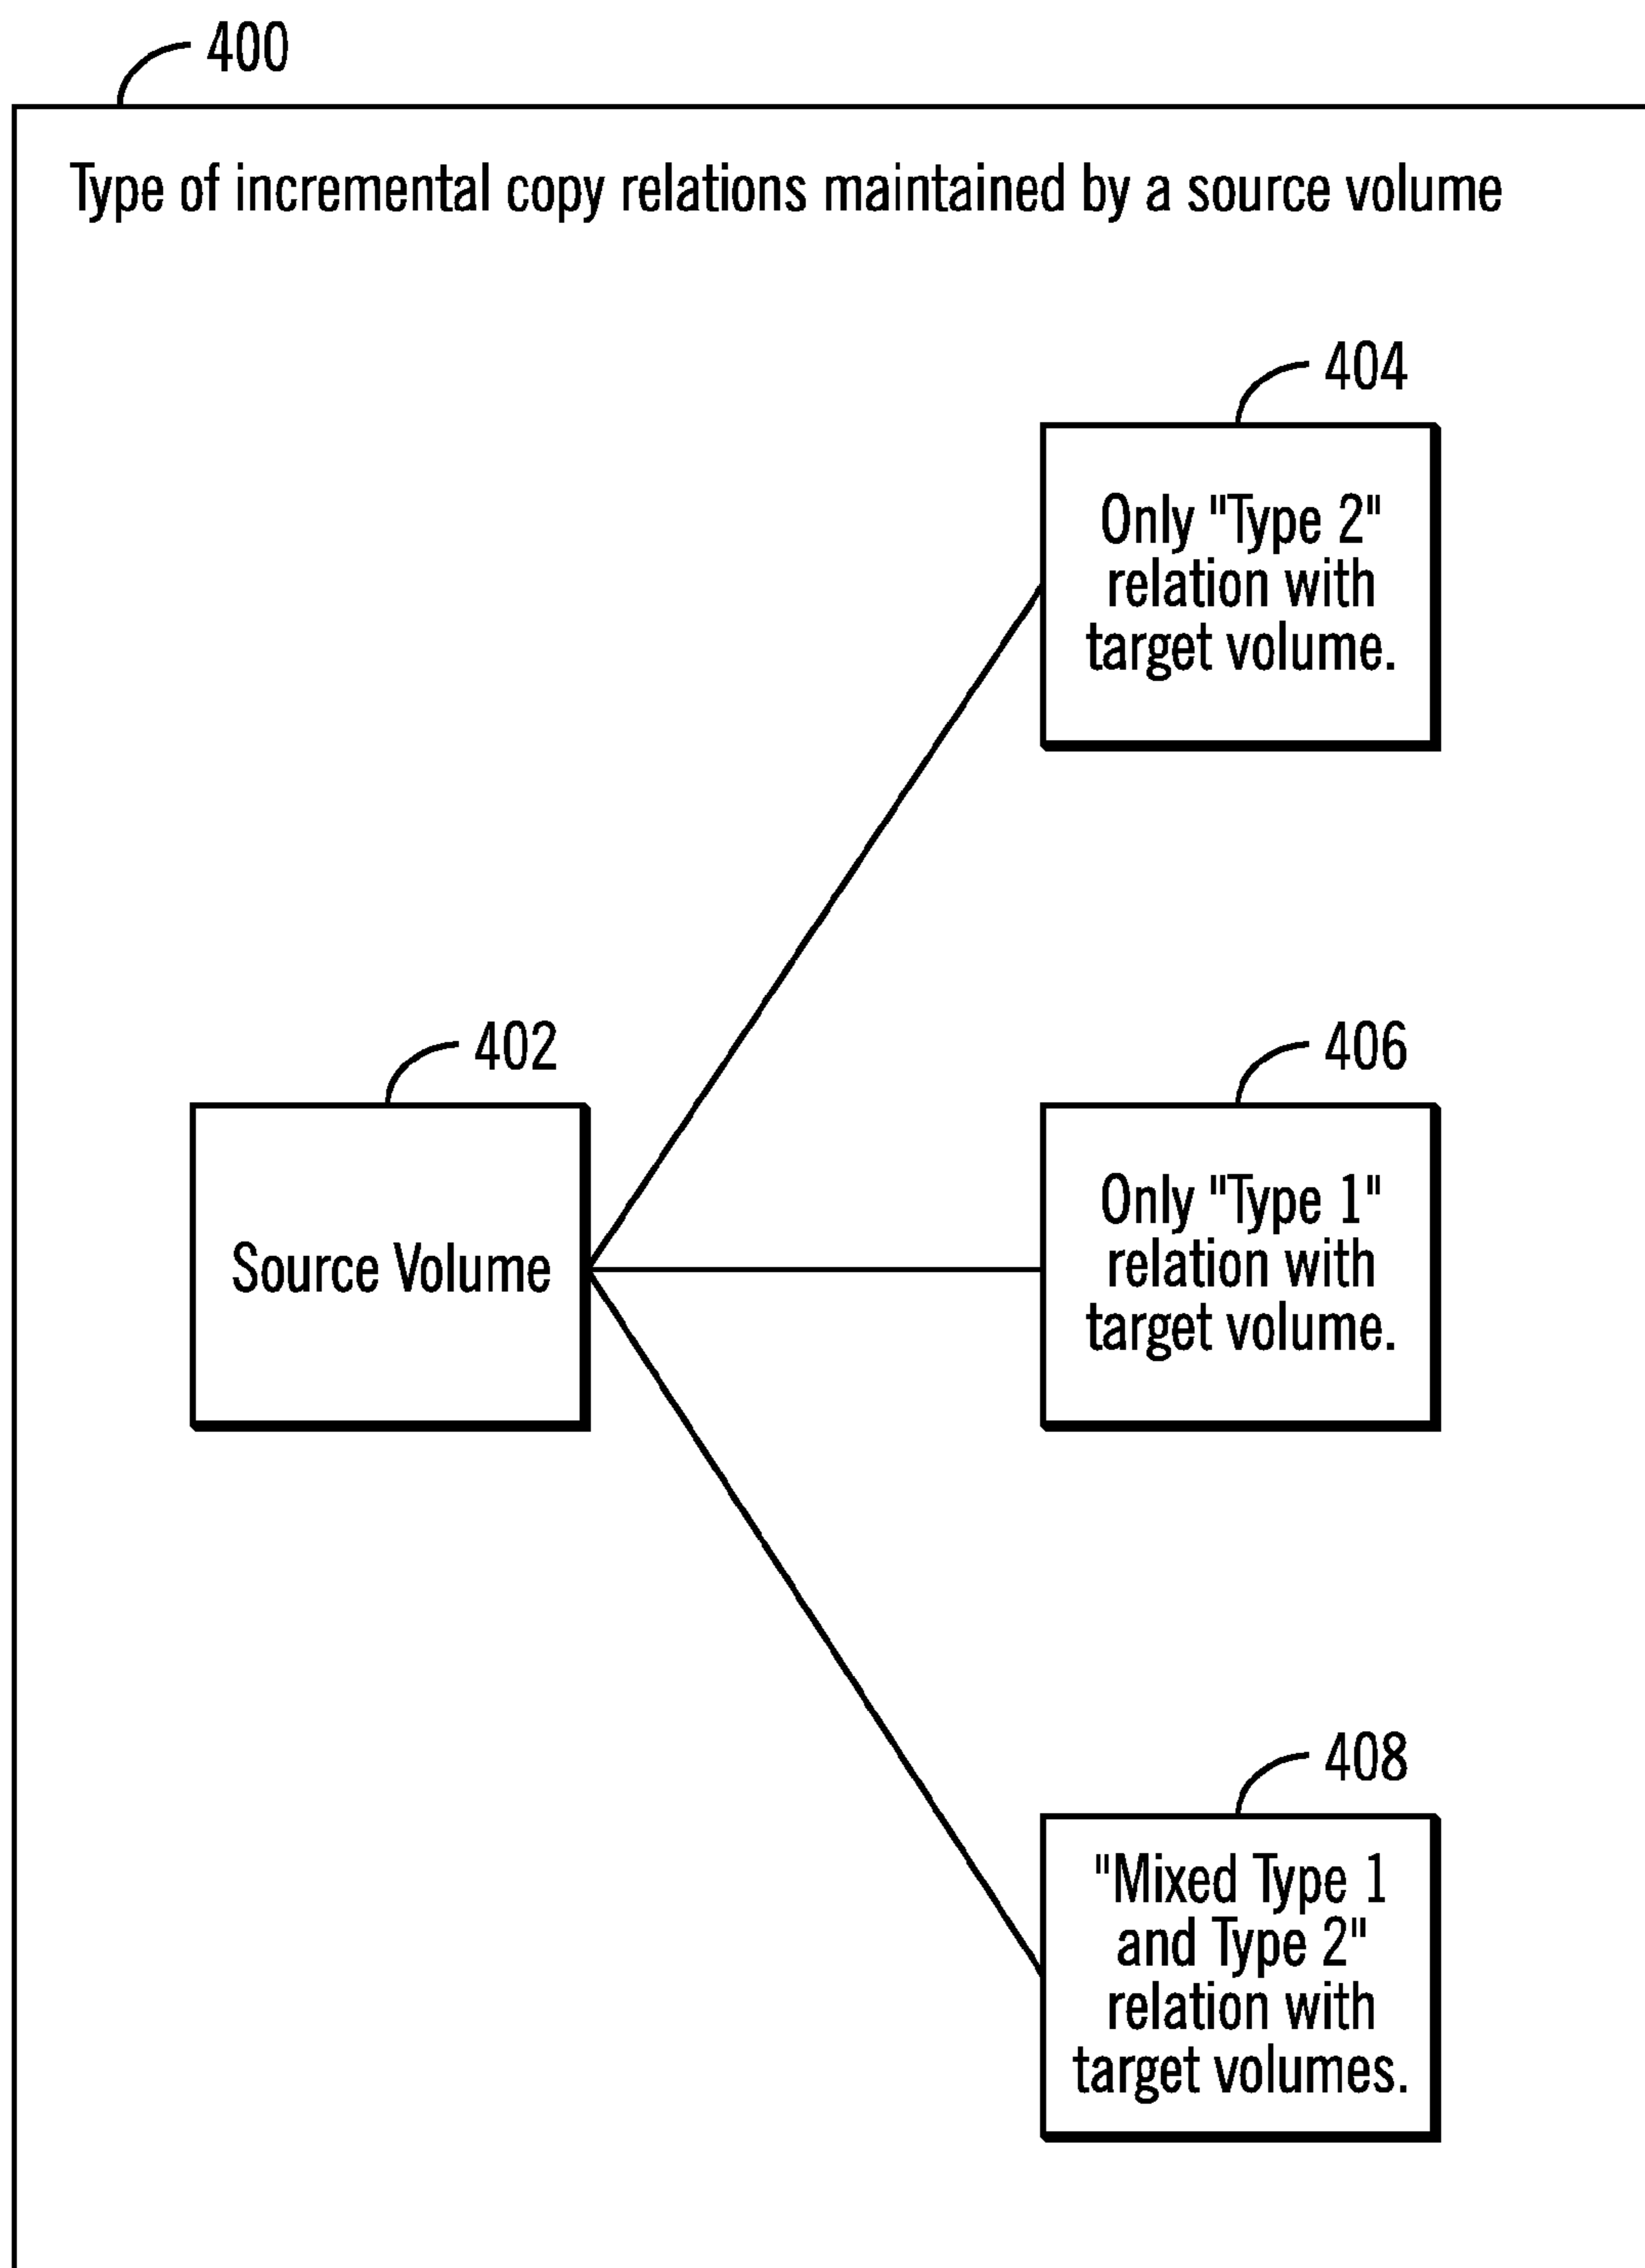 400
Type of incremental copy relations maintained by a source volume
404
Only "Type 2"
relation with
target volume.
402
Source Volume
406
Only "Type 1"
relation with
target volume.
408
"Mixed Type 1
and Type 2"
relation with
target volumes.